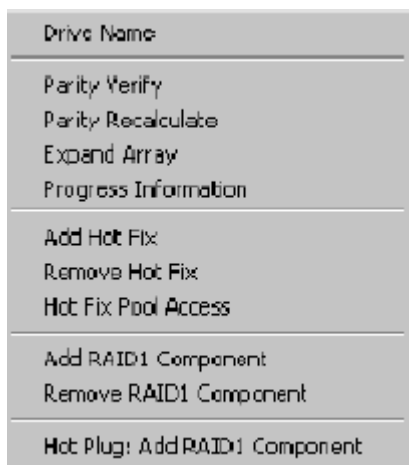 Drive Name
Parity Verify
Parity Recalculate
Expand Array
Progress Information
Add Hot Fix
Remove Hot Fix
Hot Fix Pool Access
Add RAID1 Component
Remove RAID1 Component
Hot Plug: Add RAID1 Component